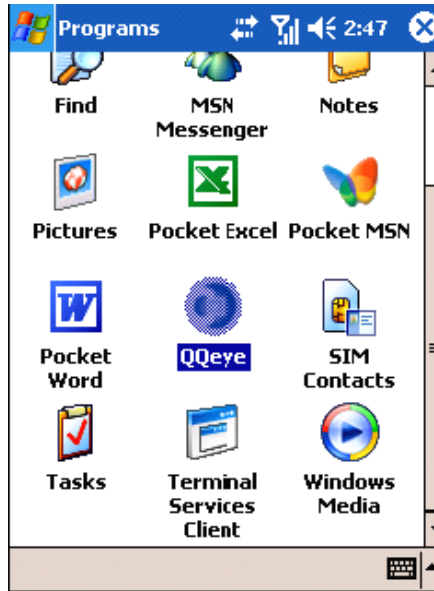 Programs 2:47
Find MSN Messenger Notes
Pictures Pocket Excel Pocket MSN
Pocket Word QQeye SIM Contacts
Tasks Terminal Services Client Windows Media